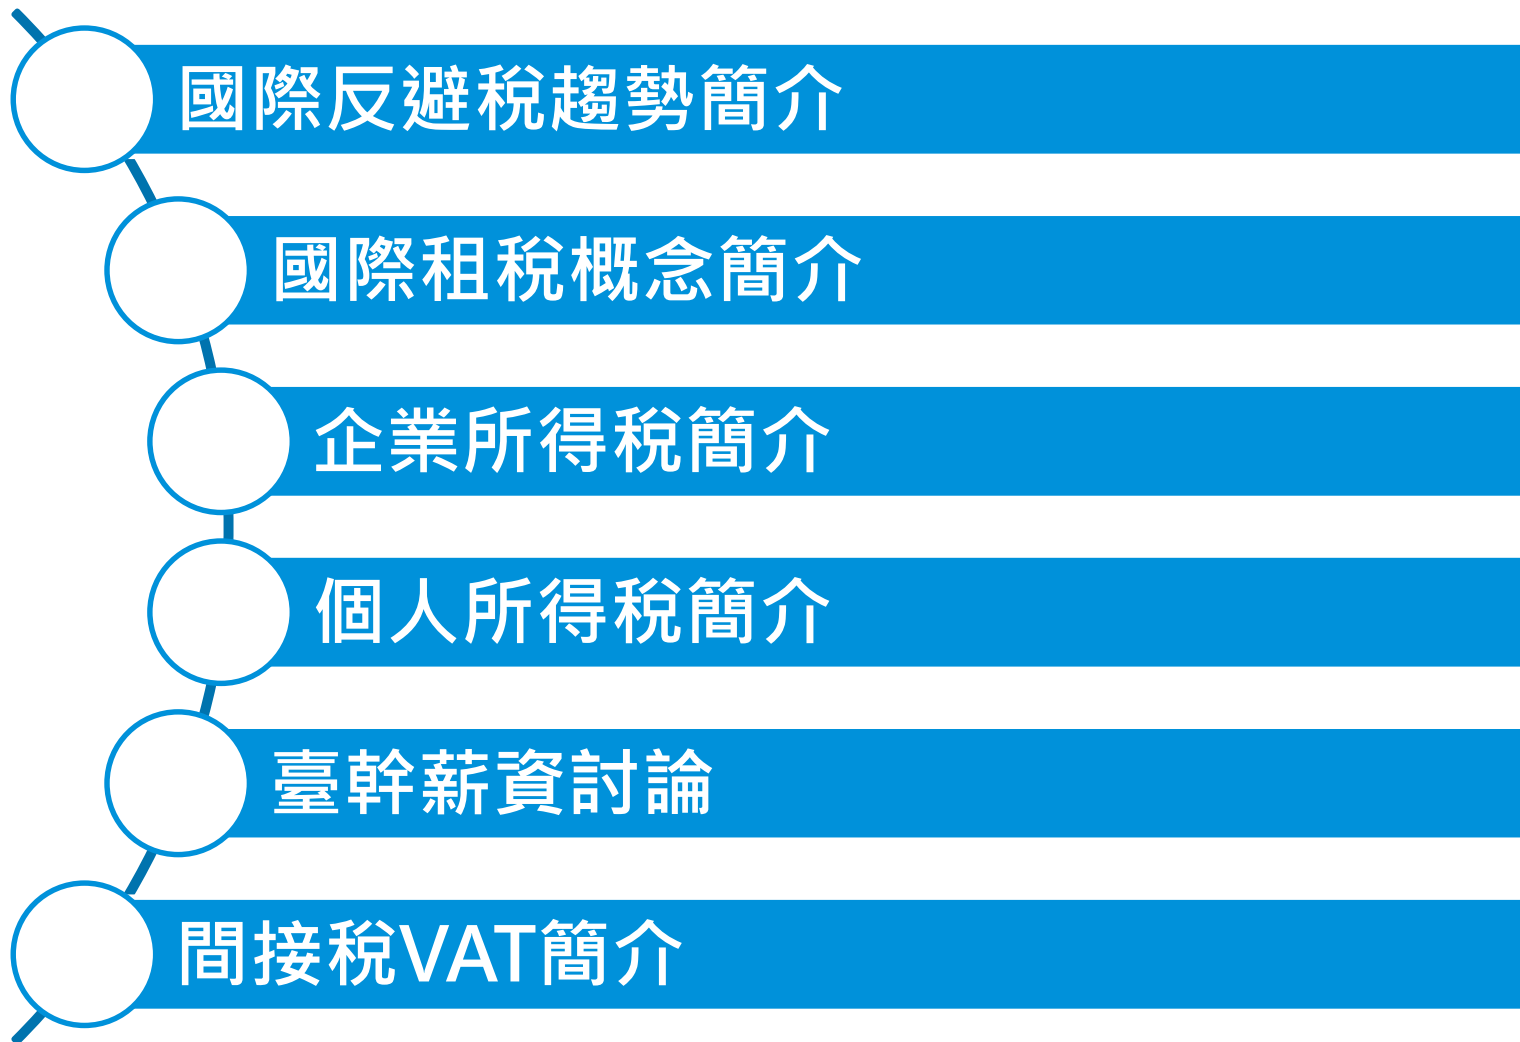 國際反避稅趨勢簡介
國際租稅概念簡介
企業所得稅簡介
個人所得稅簡介
臺幹薪資討論
間接稅VAT簡介